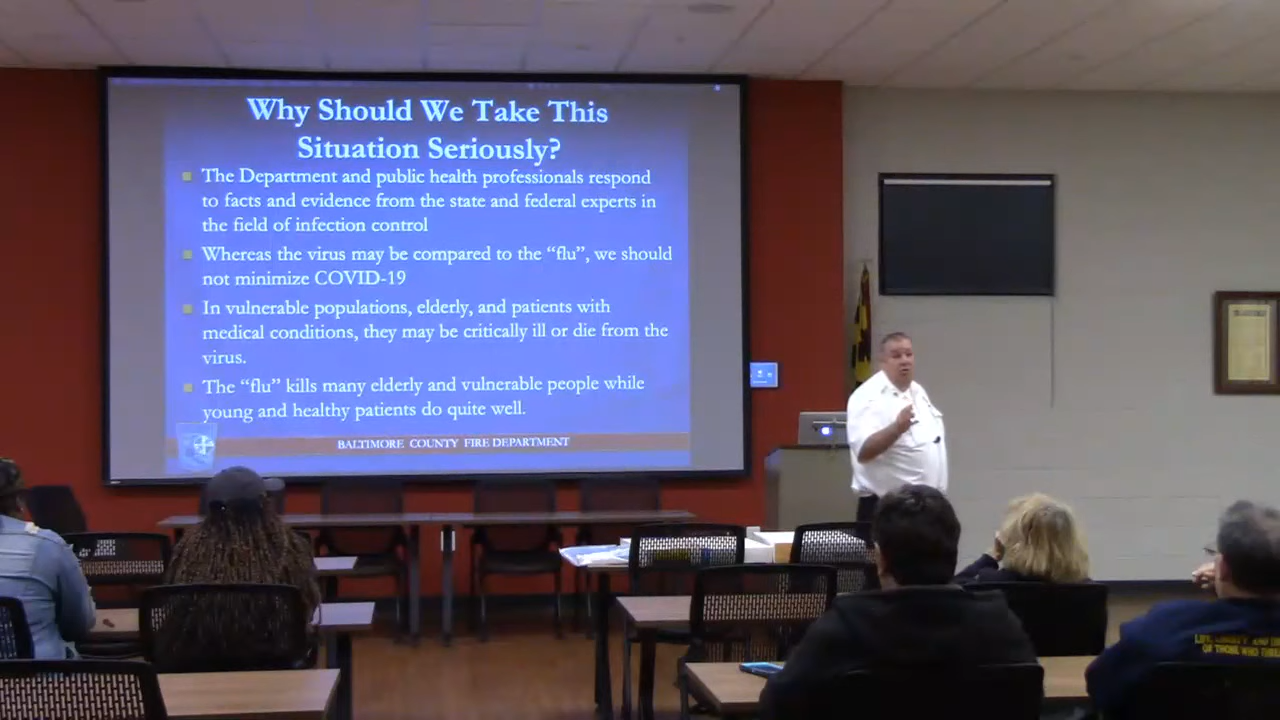 Why Should We Take This
Situation Seriously?
The Department and public health professionals respond
to facts and evidence from the state and federal experts in
the field of infection control
Whereas the virus may be compared to the “flu”, we should
not minimize COVID-19
In vulnerable populations, elderly, and patients with
medical conditions, they may be critically ill or die from the
virus.
The “flu” kills many elderly and vulnerable people while
young and healthy patients do quite well.
BALTIMORE COUNTY FIRE DEPARTMENT
OF THOSE WHO